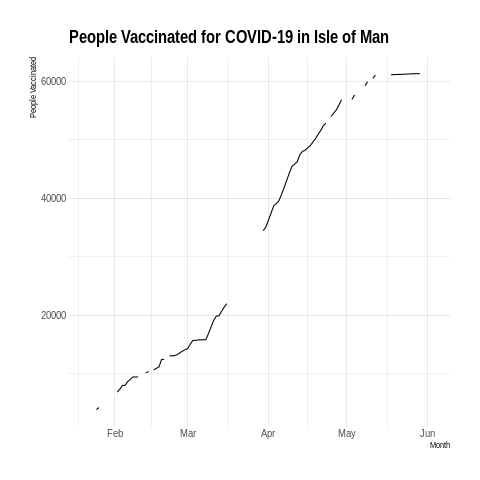 People Vaccinated for COVID-19 in Isle of Man
People Vaccinated
60000
40000
20000
Feb Mar Apr May Jun
Month